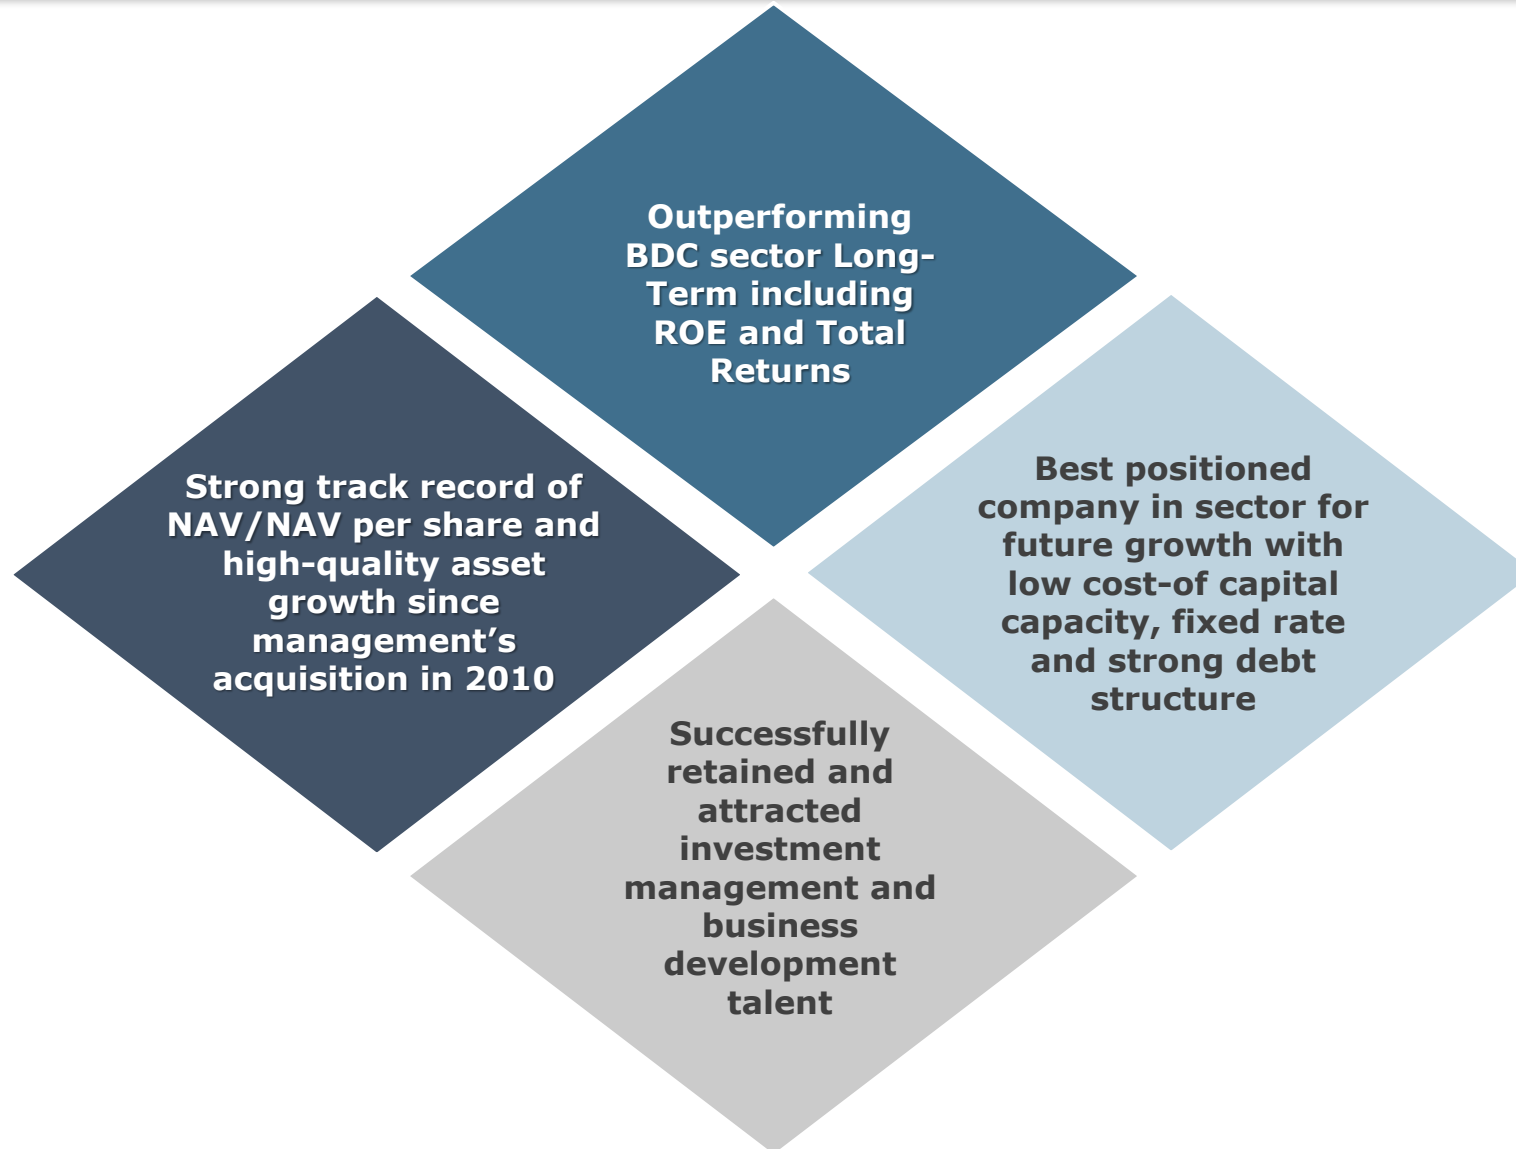 Outperforming
BDC sector Long-
Term including
ROE and Total
Returns
Strong track record of
NAV/NAV per share and
high-quality asset
growth since
management’s
acquisition in 2010
Best positioned
company in sector for
future growth with
low cost-of capital
capacity, fixed rate
and strong debt
structure
Successfully
retained and
attracted
investment
management and
business
development
talent